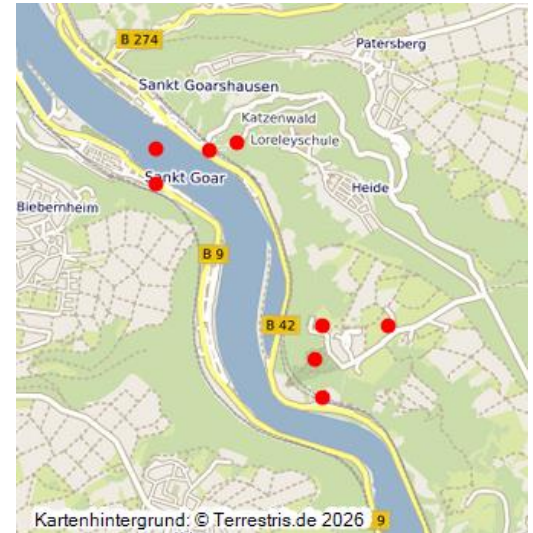 B 274
Patersberg
Sankt Goarshausen
Katzenwald
Loreleyschule
Sankt Goar
Heide
Biebernheim
B 9
B 42
Kartenhintergrund: © Terrestris.de 2026
9